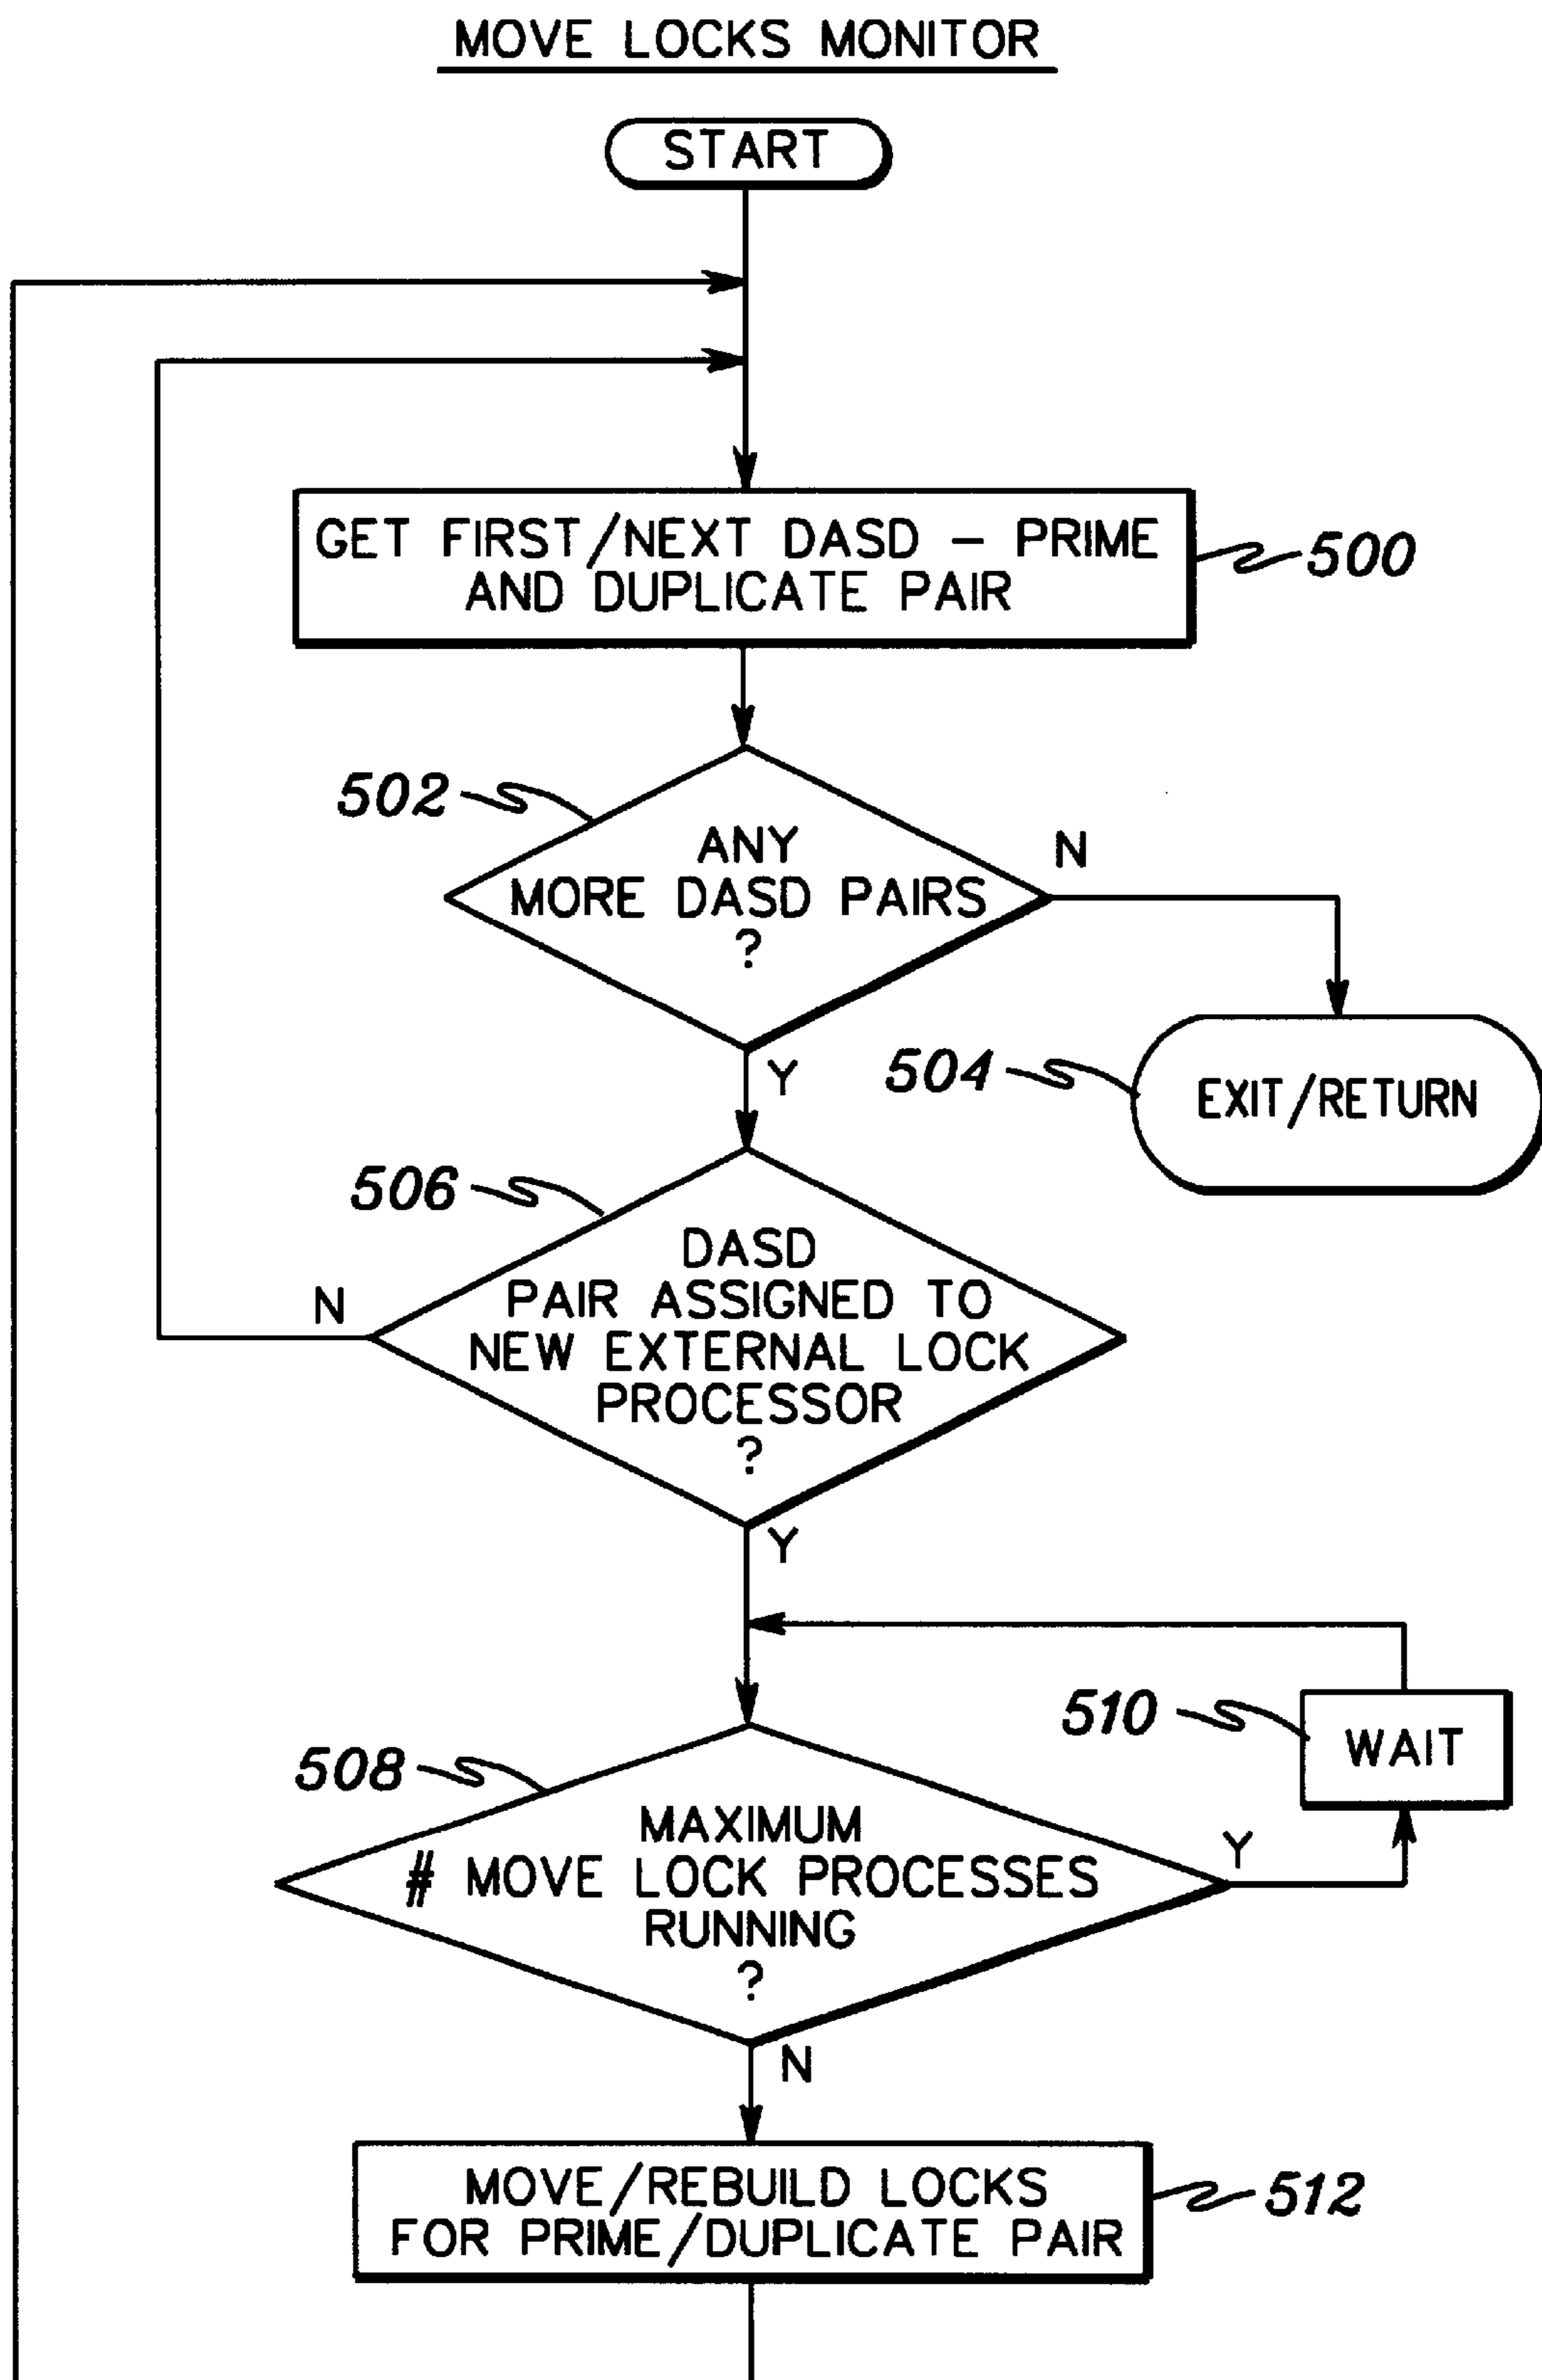 MOVE LOCKS MONITOR
START
GET FIRST/NEXT DASD – PRIME
AND DUPLICATE PAIR
500
502
ANY
MORE DASD PAIRS
?
N
Y
504
EXIT/RETURN
506
DASD
PAIR ASSIGNED TO
NEW EXTERNAL LOCK
PROCESSOR
?
N
Y
510
WAIT
508
MAXIMUM
# MOVE LOCK PROCESSES
RUNNING
?
Y
N
MOVE/REBUILD LOCKS
FOR PRIME/DUPLICATE PAIR
512